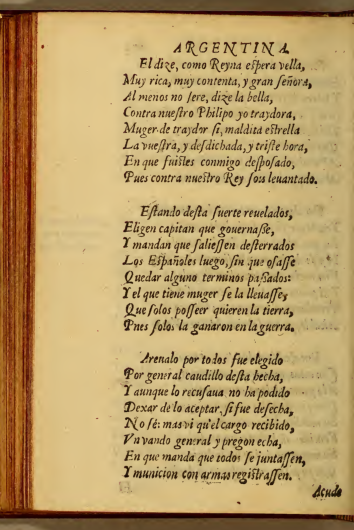 ARGENTINA.
El dize, como Reyna eſpera vella,
Muy rica, muy contenta, y gran ſeñora,
Al menos no ſere, dize la bella,
Contra nueſtro Philipo yo traydora,
Muger de traydor ſi, maldita eſtrella
La vueſtra, y deſdichada, y triſte hora,
En que fuiſtes conmigo deſpoſado,
Pues contra nueſtro Rey ſois leuantado.
Eſtando deſta ſuerte reuelados,
Eligen capitan que gouernaſſe,
Y mandan que ſalieſſen deſterrados
Los Eſpañoles luego, ſin que oſaſſe
Quedar alguno terminos paſſados:
Y el que tiene muger ſe la lleuaſſe,
Que ſolos poſſeer quieren la tierra,
Pnes ſolos la ganaron en la guerra.
Arenalo por todos fue elegido
Por general caudillo deſta hecha,
Y aunque lo recuſaua no ha podido
Dexar de lo aceptar, ſi fue deſecha,
No ſé: mas vi qu'el cargo recibido,
Vn vando general y pregon echa,
En que manda que todos ſe juntaſſen,
Y municion con armas regiſtraſſen.
Acude